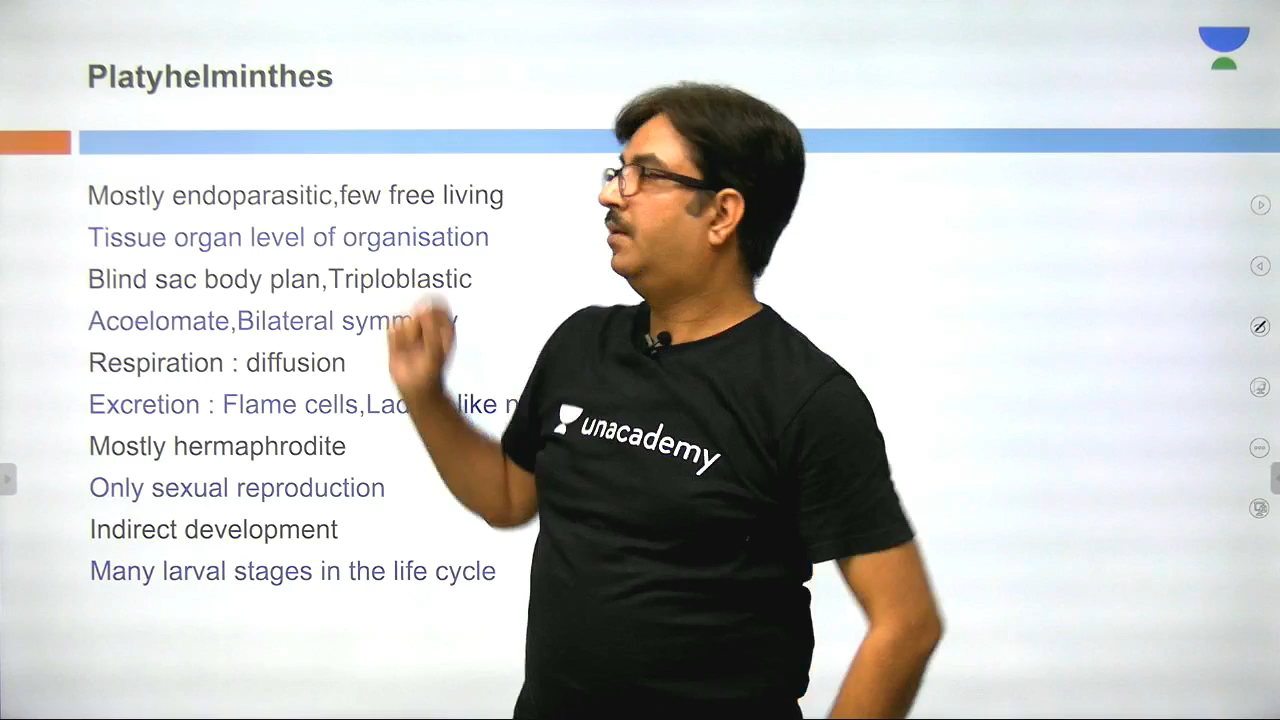 Platyhelminthes
Mostly endoparasitic,few free living
Tissue organ level of organisation
Blind sac body plan,Triploblastic
Acoelomate,Bilateral
Respiration : diffusion
Excretion : Flame cells, like
Mostly hermaphrodite
Only sexual reproduction
Indirect development
Many larval stages in the life cycle
unacademy